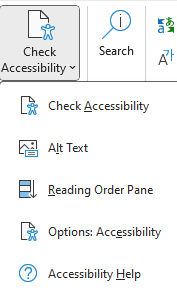 Check
Accessibility
Search
Check Accessibility
Alt Text
Reading Order Pane
Options: Accessibility
Accessibility Help